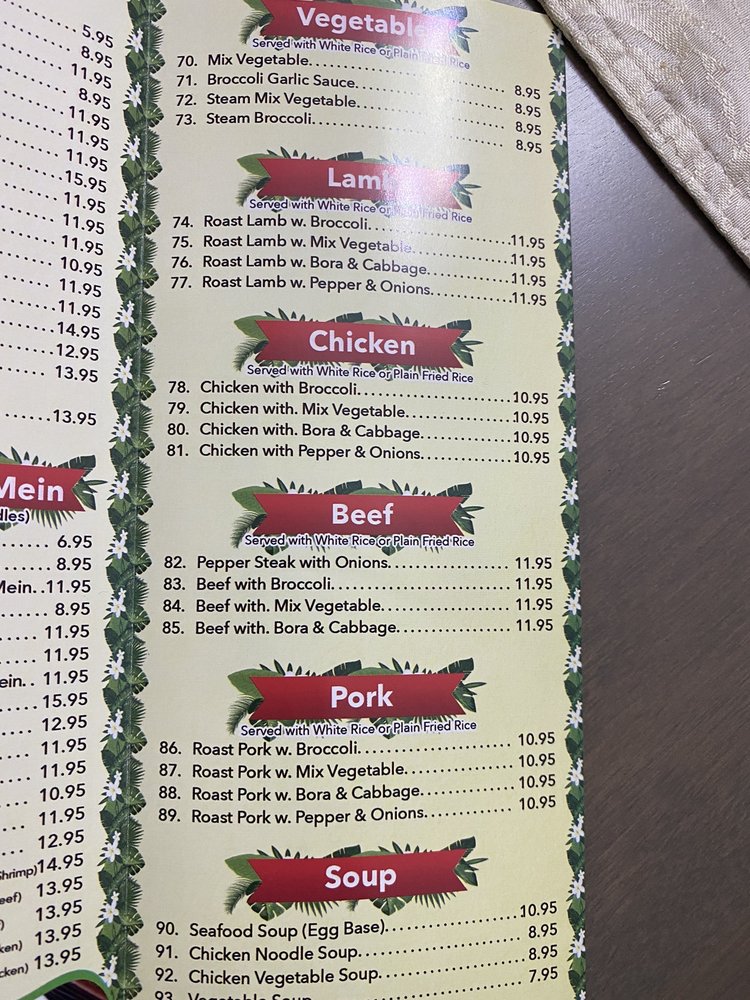 5.95
8.95
11.95
8.95
11.95
11.95
11.95
15.95
11.95
11.95
11.95
10.95
11.95
11.95
14.95
12.95
13.95
13.95
Mein
6.95
8.95
Mein..11.95
8.95
11.95
11.95
11.95
15.95
12.95
11.95
11.95
10.95
11.95
12.95
Shrimp)14.95
13.95
13.95
13.95
13.95
Vegetable
Served with White Rice or Plain Fried Rice
70. Mix Vegetable 8.95
71. Broccoli Garlic Sauce 8.95
72. Steam Mix Vegetable 8.95
73. Steam Broccoli 8.95
Lamb
Served with White Rice or Plain Fried Rice
74. Roast Lamb w. Broccoli 11.95
75. Roast Lamb w. Mix Vegetable 11.95
76. Roast Lamb w. Bora & Cabbage 11.95
77. Roast Lamb w. Pepper & Onions 11.95
Chicken
Served with White Rice or Plain Fried Rice
78. Chicken with Broccoli 10.95
79. Chicken with. Mix Vegetable 10.95
80. Chicken with. Bora & Cabbage 10.95
81. Chicken with Pepper & Onions 10.95
Beef
Served with White Rice or Plain Fried Rice
82. Pepper Steak with Onions 11.95
83. Beef with Broccoli 11.95
84. Beef with. Mix Vegetable 11.95
85. Beef with. Bora & Cabbage 11.95
Pork
Served with White Rice or Plain Fried Rice
86. Roast Pork w. Broccoli 10.95
87. Roast Pork w. Mix Vegetable 10.95
88. Roast Pork w. Bora & Cabbage 10.95
89. Roast Pork w. Pepper & Onions 10.95
Soup
90. Seafood Soup (Egg Base) 10.95
91. Chicken Noodle Soup 8.95
92. Chicken Vegetable Soup 8.95
93. Vegetable Soup 7.95